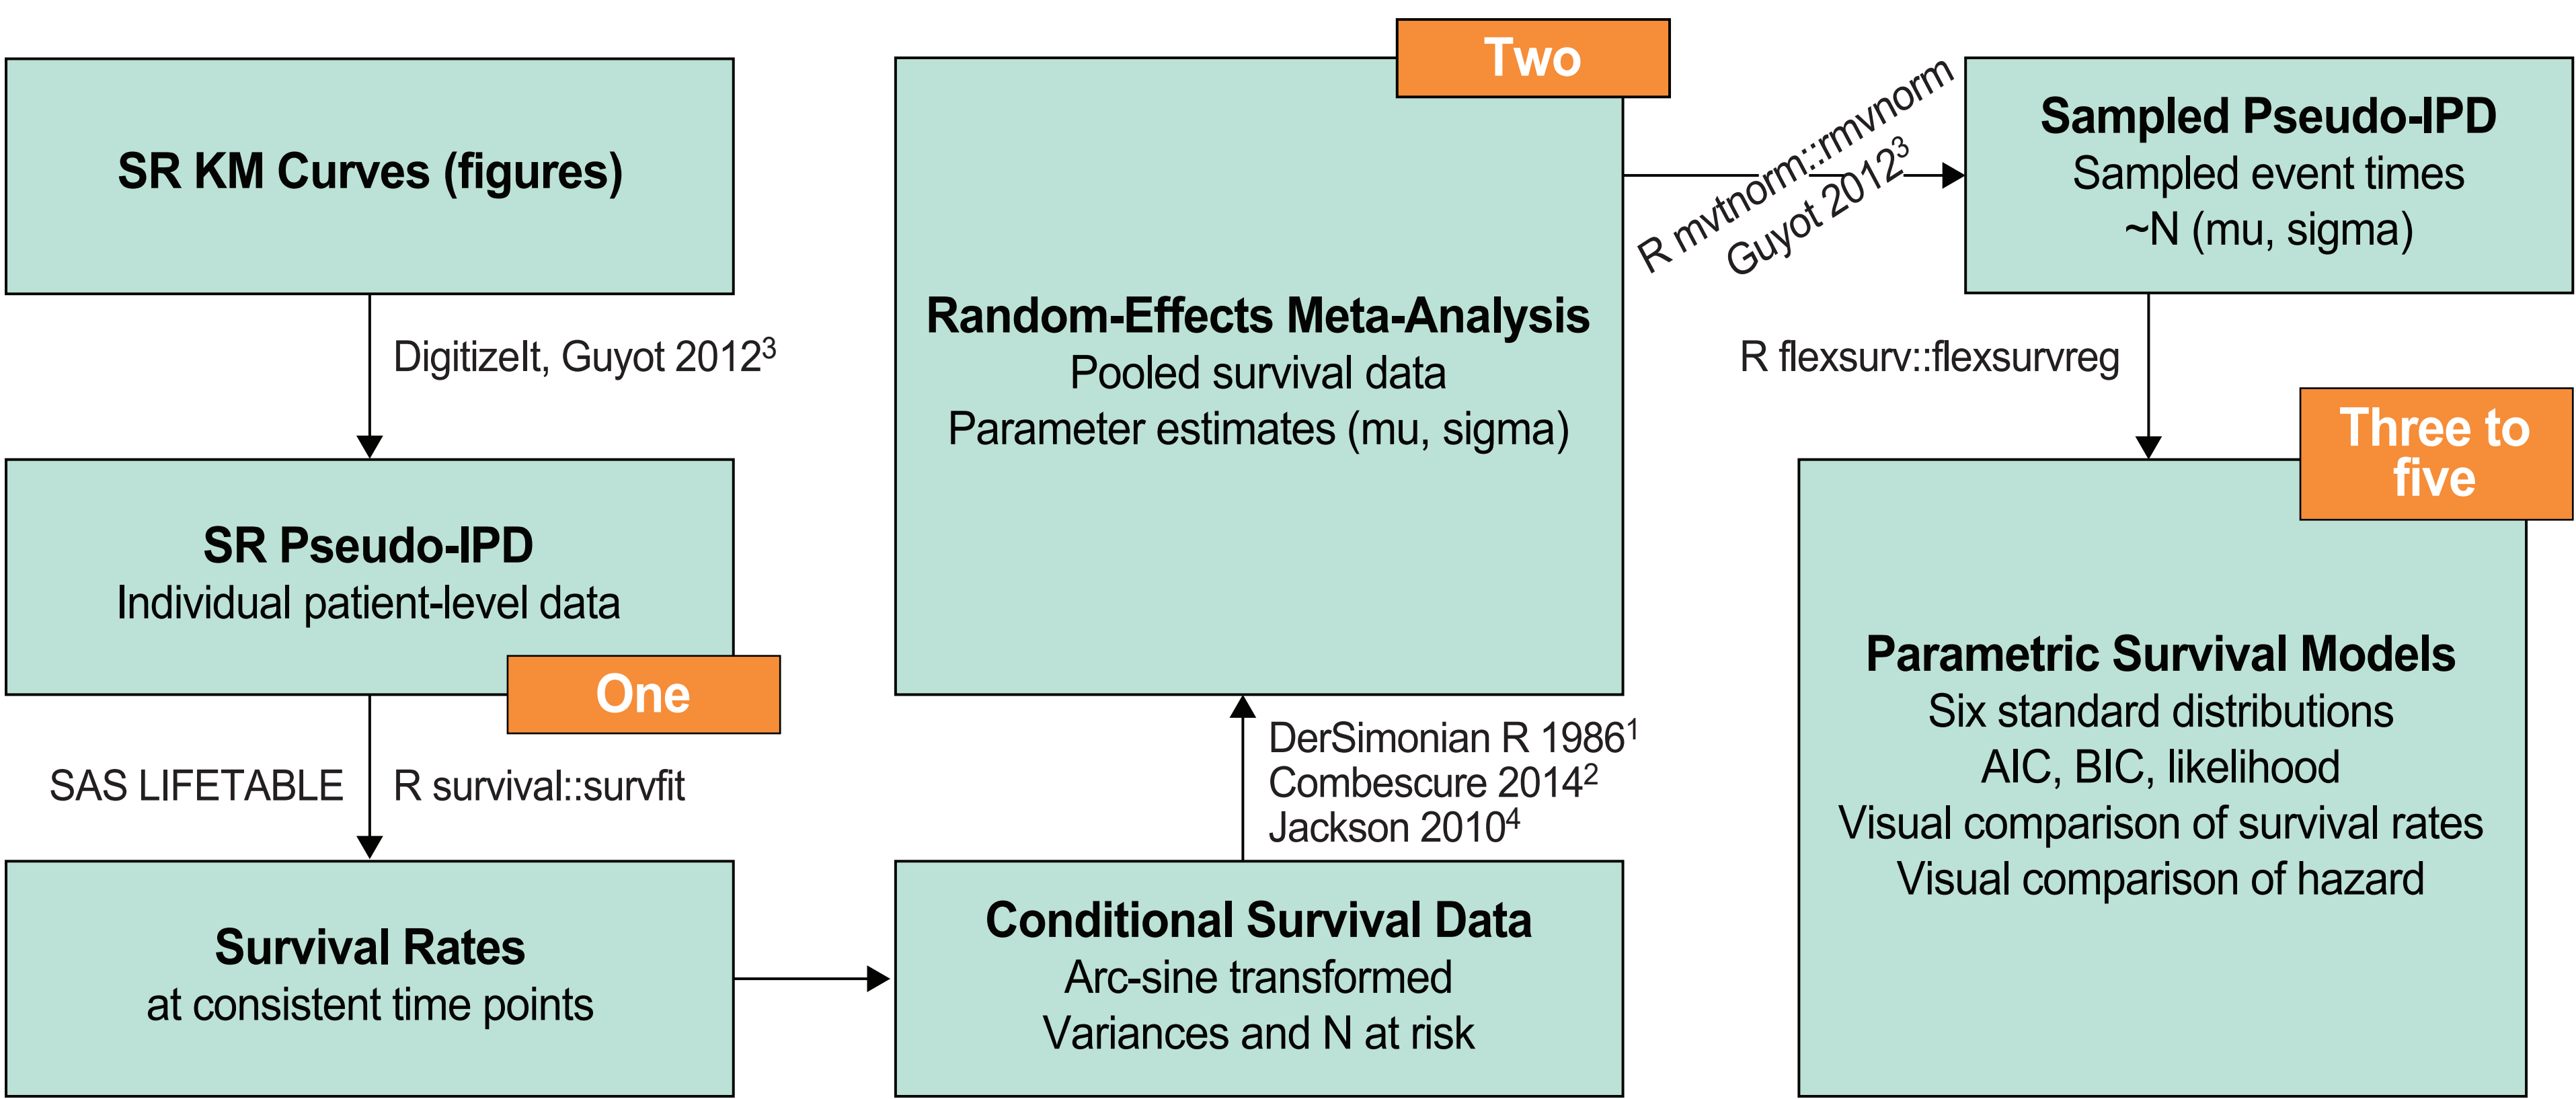 SR KM Curves (figures)
DigitizeIt, Guyot 2012³
SR Pseudo-IPD
Individual patient-level data
One
SAS LIFETABLE
R survival::survfit
Survival Rates
at consistent time points
Conditional Survival Data
Arc-sine transformed
Variances and N at risk
DerSimonian R 1986¹
Combescure 2014²
Jackson 2010⁴
Two
Random-Effects Meta-Analysis
Pooled survival data
Parameter estimates (mu, sigma)
R mvtnorm::rmvnorm
Guyot 2012³
Sampled Pseudo-IPD
Sampled event times
~N (mu, sigma)
R flexsurv::flexsurvreg
Three to
five
Parametric Survival Models
Six standard distributions
AIC, BIC, likelihood
Visual comparison of survival rates
Visual comparison of hazard